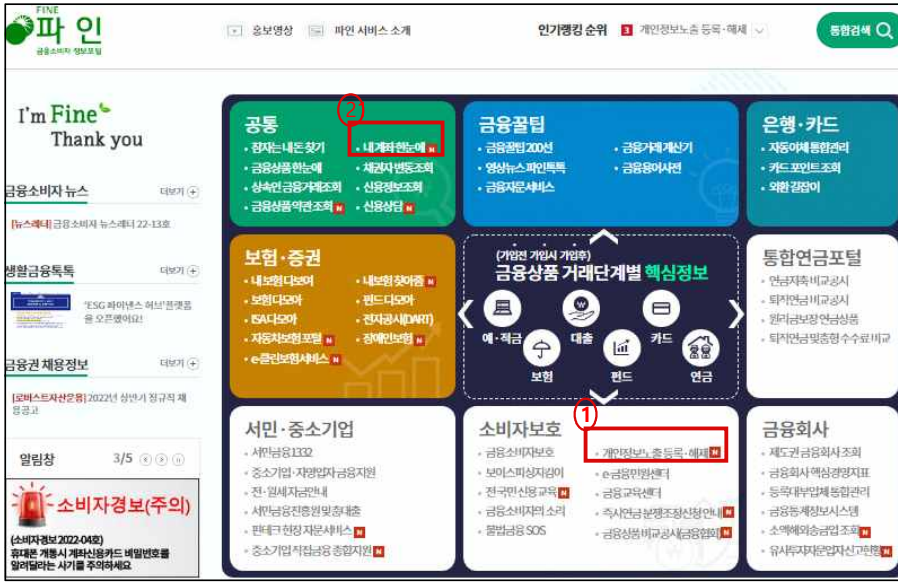 FINE
파인
금융소비자 정보포털
홍보영상
파인 서비스 소개
인기랭킹 순위 3 개인정보노출 등록·해제
통합검색
I'm Fine
Thank you
금융소비자 뉴스 더보기
[뉴스레터] 금융소비자 뉴스레터 22-13호
생활금융톡톡 더보기
'ESG 파이낸스 허브' 플랫폼
을 오픈했어요!
금융권 채용정보 더보기
[로버스트자산운용] 2022년 상반기 정규직 채
용공고
알림창 3/5
소비자경보(주의)
(소비자경보 2022-04호)
휴대폰 개통시 계좌신용카드 비밀번호를
알려달라는 사기를 주의하세요
공통
②
· 잠자는 내 돈 찾기
· 내 계좌 한눈에 N
· 금융상품 한눈에
· 채권자 변동조회
· 상속인 금융거래조회
· 신용정보조회
· 금융상품 약관조회 N
· 신용상담 N
금융꿀팁
· 금융꿀팁 200선
· 금융거래 계산기
· 영상뉴스 파인톡톡
· 금융용어사전
· 금융자문서비스
은행·카드
· 자동이체 통합관리
· 카드포인트 조회
· 외환길잡이
보험·증권
· 내보험다보여
· 내보험찾아줌 N
· 보험다모아
· 펀드다모아
· ISA다모아
· 전자공시(DART)
· 자동차보험 포털 N
· 장애인보험 N
· e-클린보험서비스 N
(가입전 가입시 가입후)
금융상품 거래단계별 핵심정보
예·적금
대출
카드
보험
펀드
연금
통합연금포털
· 연금저축 비교공시
· 퇴직연금 비교공시
· 원리금보장 연금상품
· 퇴직연금 맞춤형 수수료 비교
서민·중소기업
· 서민금융 1332
· 중소기업·자영업자 금융지원
· 전·월세 자금안내
· 서민금융진흥원 맞춤대출
· 핀테크 현장 자문서비스 N
· 중소기업 직접금융 종합지원 N
소비자보호
①
· 금융소비자보호
· 개인정보노출 등록·해제 N
· 보이스피싱지킴이
· e-금융민원센터
· 전국민 신용교육 N
· 금융교육센터
· 금융소비자의 소리
· 즉시연금 분쟁조정신청 안내 N
· 불법금융 SOS
· 금융상품 비교공시(금융협회) N
금융회사
· 제도권 금융회사 조회
· 금융회사 핵심경영지표
· 등록대부업체 통합관리
· 금융통계정보시스템
· 소액해외송금업 조회 N
· 유사투자자문업자 신고현황 N